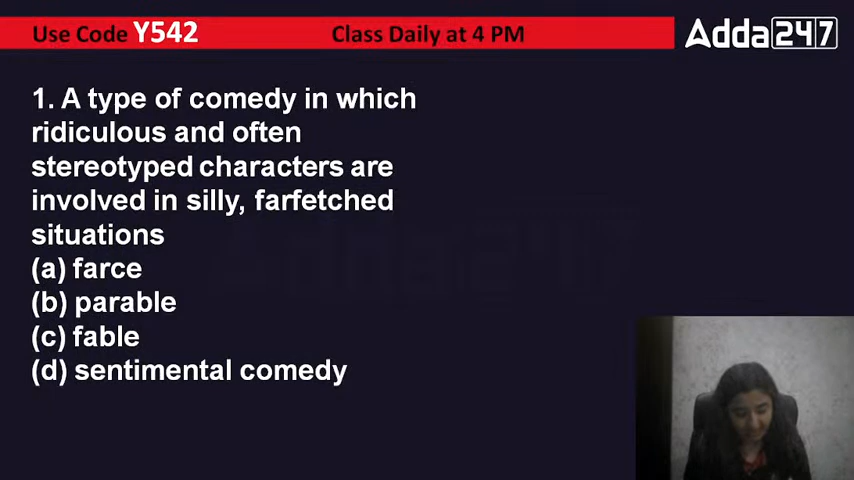 Use Code Y542
Class Daily at 4 PM
Adda247
1. A type of comedy in which
ridiculous and often
stereotyped characters are
involved in silly, farfetched
situations
(a) farce
(b) parable
(c) fable
(d) sentimental comedy